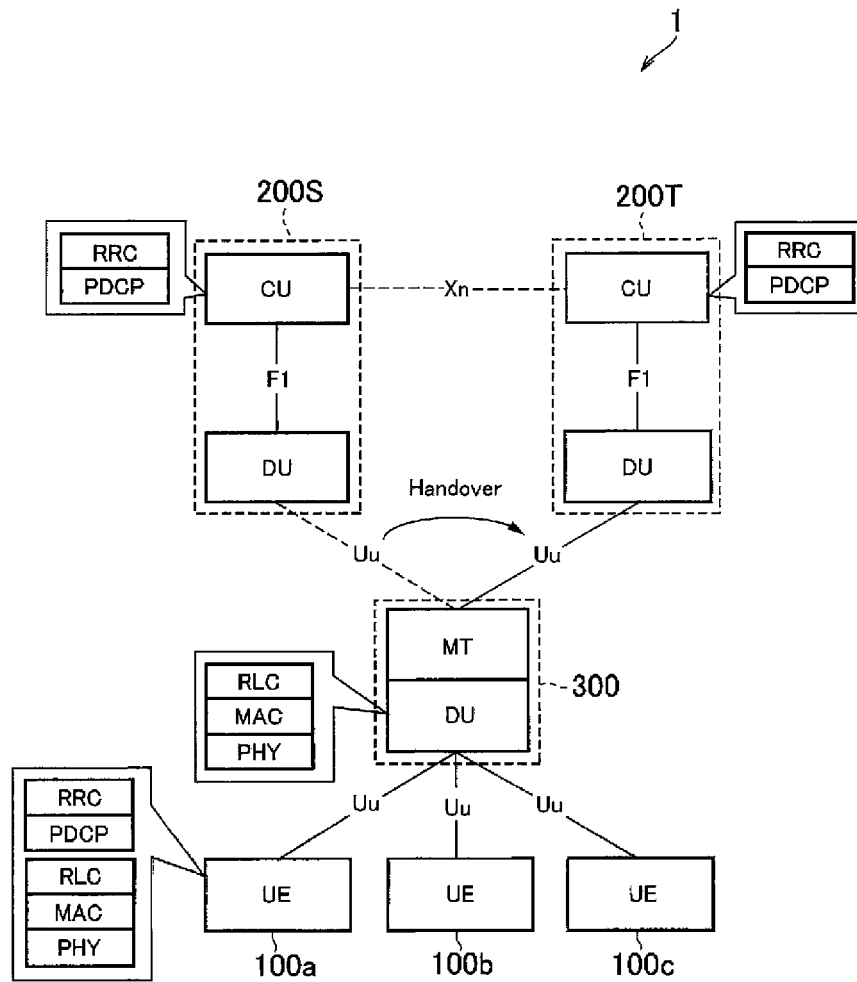 1
200S
200T
RRC
PDCP
CU
Xn
CU
RRC
PDCP
F1
F1
DU
DU
Handover
Uu
Uu
MT
DU
300
RLC
MAC
PHY
Uu
Uu
Uu
RRC
PDCP
RLC
MAC
PHY
UE
UE
UE
100a
100b
100c